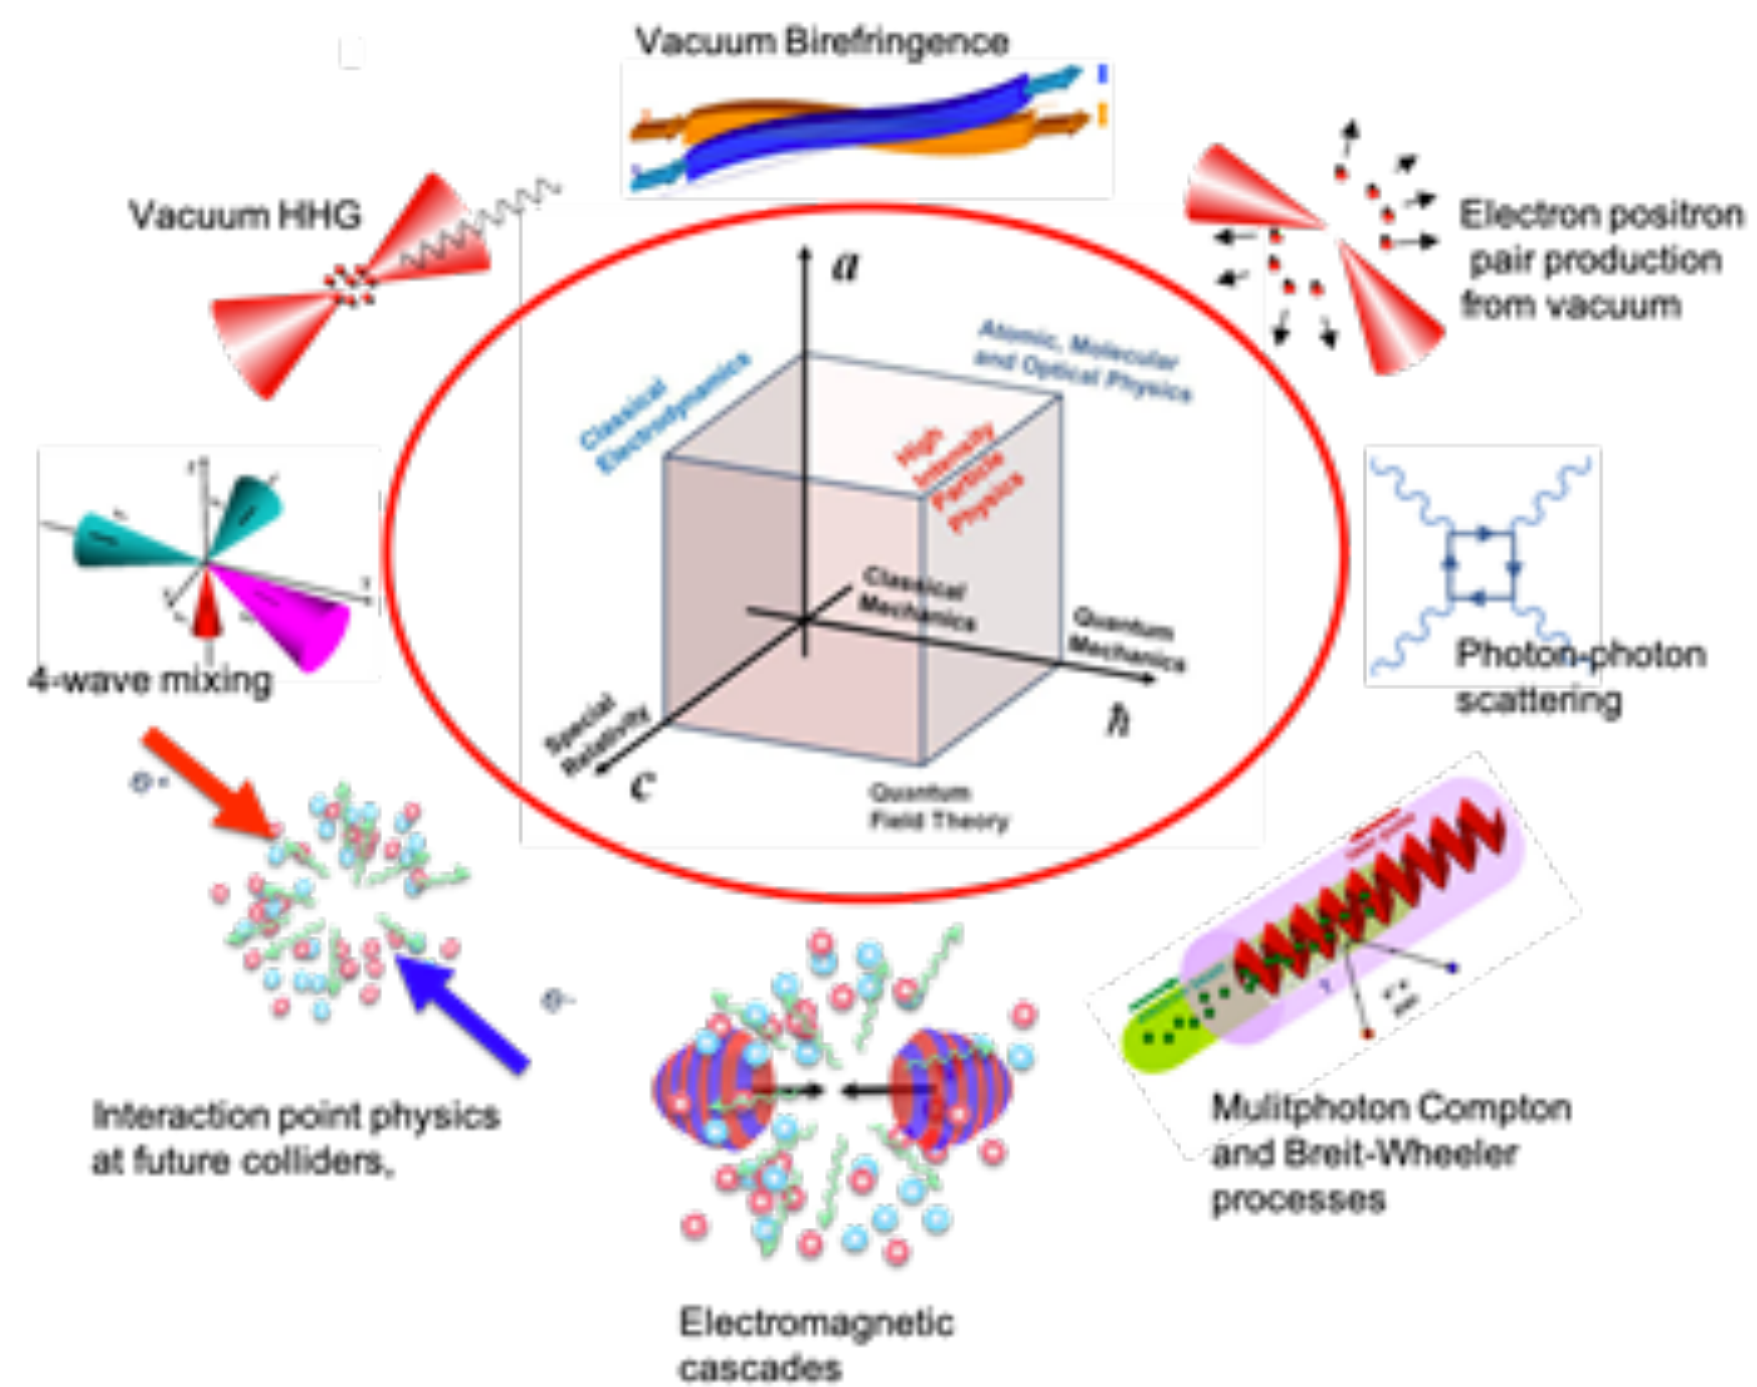 Vacuum Birefringence
Vacuum HHG
Electron positron
pair production
from vacuum
a
Atomic, Molecular
and Optical Physics
Classical
Electrodynamics
High
Intensity
Particle
Physics
Classical
Mechanics
Quantum
Mechanics
ħ
Special
Relativity
c
Quantum
Field Theory
4-wave mixing
Photon-photon
scattering
e+
e-
Interaction point physics
at future colliders,
Mulitphoton Compton
and Breit-Wheeler
processes
Electromagnetic
cascades